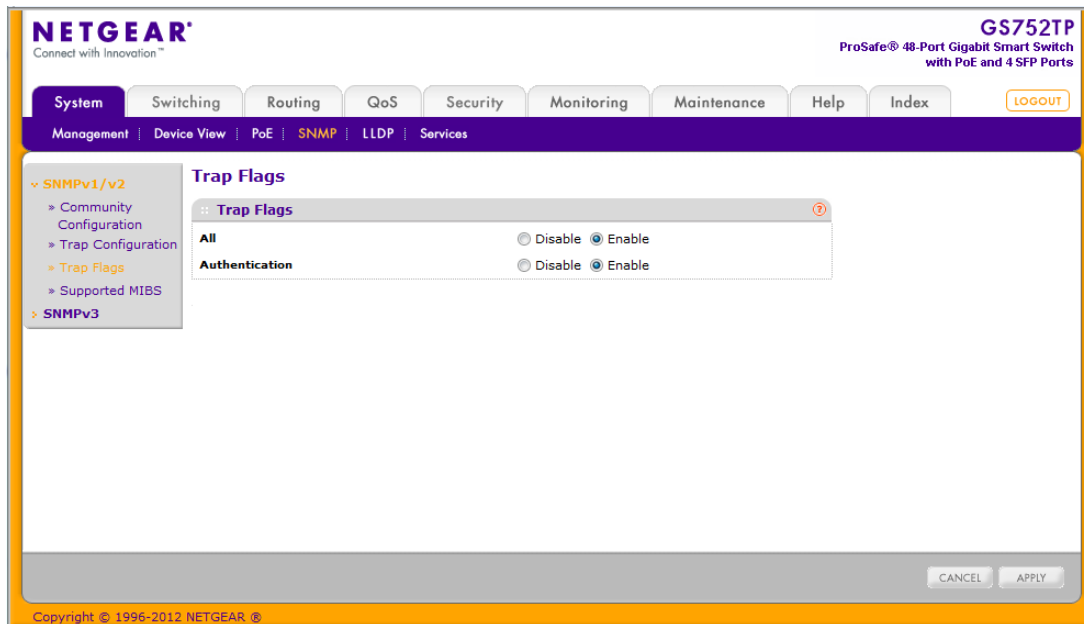 NETGEAR®
Connect with Innovation™
GS752TP
ProSafe® 48-Port Gigabit Smart Switch
with PoE and 4 SFP Ports
System Switching Routing QoS Security Monitoring Maintenance Help Index LOGOUT
Management Device View PoE SNMP LLDP Services
SNMPv1/v2
» Community
Configuration
» Trap Configuration
» Trap Flags
» Supported MIBS
SNMPv3
Trap Flags
Trap Flags ?
All Disable Enable
Authentication Disable Enable
CANCEL APPLY
Copyright © 1996-2012 NETGEAR ®